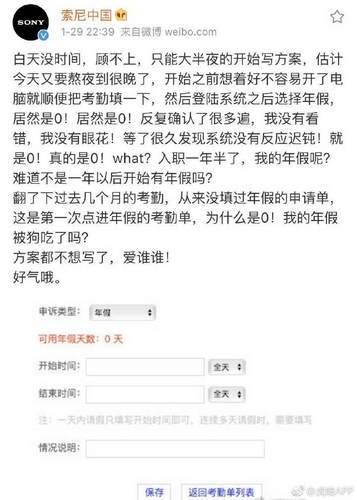 SONY
索尼中国
1-29 22:39 来自微博 weibo.com
白天没时间，顾不上，只能大半夜的开始写方案，估计
今天又要熬夜到很晚了，开始之前想着好不容易开了电
脑就顺便把考勤填一下，然后登陆系统之后选择年假，
居然是0！居然是0！反复确认了很多遍，我没有看
错，我没有眼花！等了很久发现系统没有反应迟钝！就
是0！真的是0！what？入职一年半了，我的年假呢？
难道不是一年以后开始有年假吗？
翻了下过去几个月的考勤，从来没填过年假的申请单，
这是第一次点进年假的考勤单，为什么是0！我的年假
被狗吃了吗？
方案都不想写了，爱谁谁！
好气哦。
申诉类型： 年假
可用年假天数：0 天
开始时间： 全天
结束时间： 全天
注：一天内请假只填写开始时间即可，连续多天请假时，需要填写
情况说明：
保存 返回考勤单列表